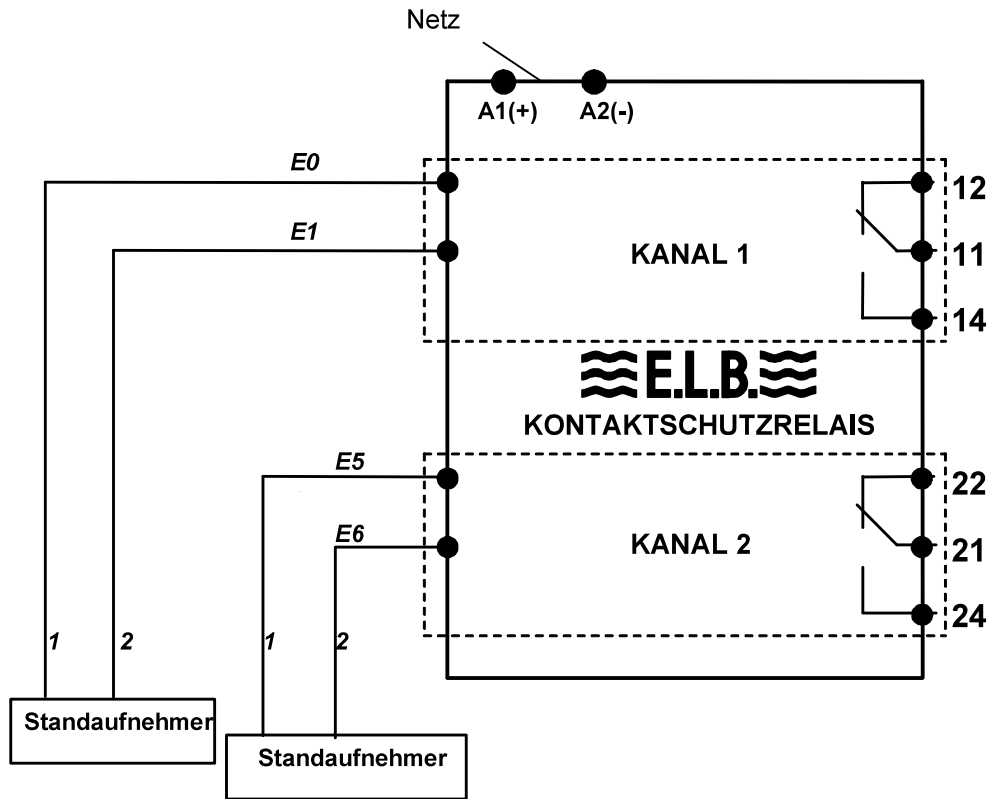 Netz
A1(+) A2(-)
E0
12
E1
KANAL 1
11
14
E.L.B.
KONTAKTSCHUTZRELAIS
E5
22
E6
KANAL 2
21
24
1 2 1 2
Standaufnehmer
Standaufnehmer